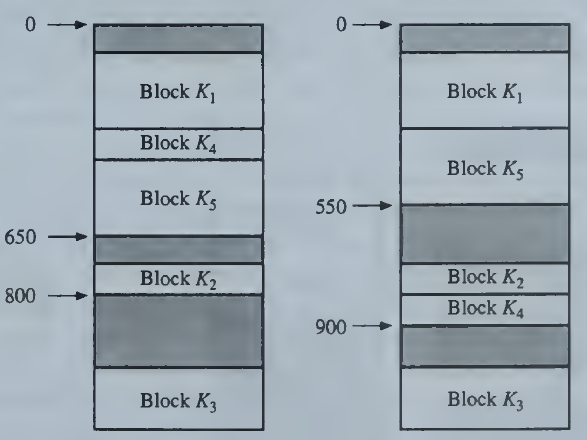 0
Block K₁
Block K₄
Block K₅
650
Block K₂
800
Block K₃
0
Block K₁
Block K₅
550
Block K₂
Block K₄
900
Block K₃